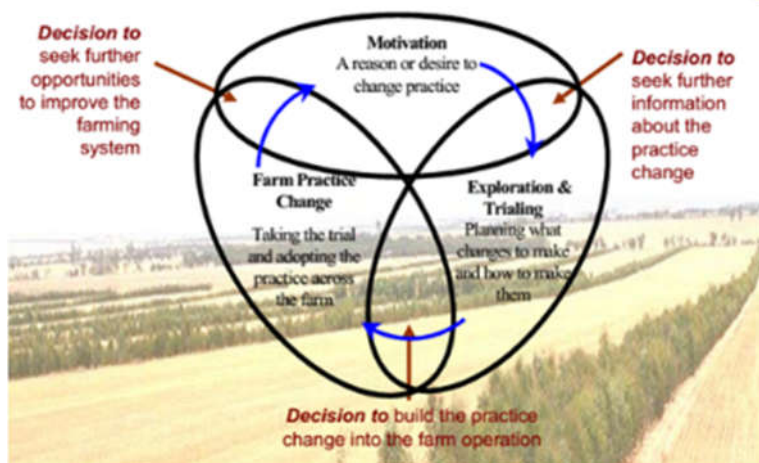 Decision to
seek further
opportunities
to improve the
farming
system
Motivation
A reason or desire to
change practice
Decision to
seek further
information
about the
practice
change
Farm Practice
Change
Taking the trial
and adopting the
practice across
the farm
Exploration &
Trialing
Planning what
changes to make
and how to make
them
Decision to build the practice
change into the farm operation